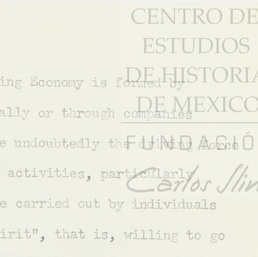 CENTRO DE
ESTUDIOS
DE HISTORIA
DE MEXICO
FUNDACIÓ
Carlos Slim
ing Economy is formed by
ally or through companies
e undoubtedly the driving force
activities, particularly
e carried out by individuals
irit", that is, willing to go